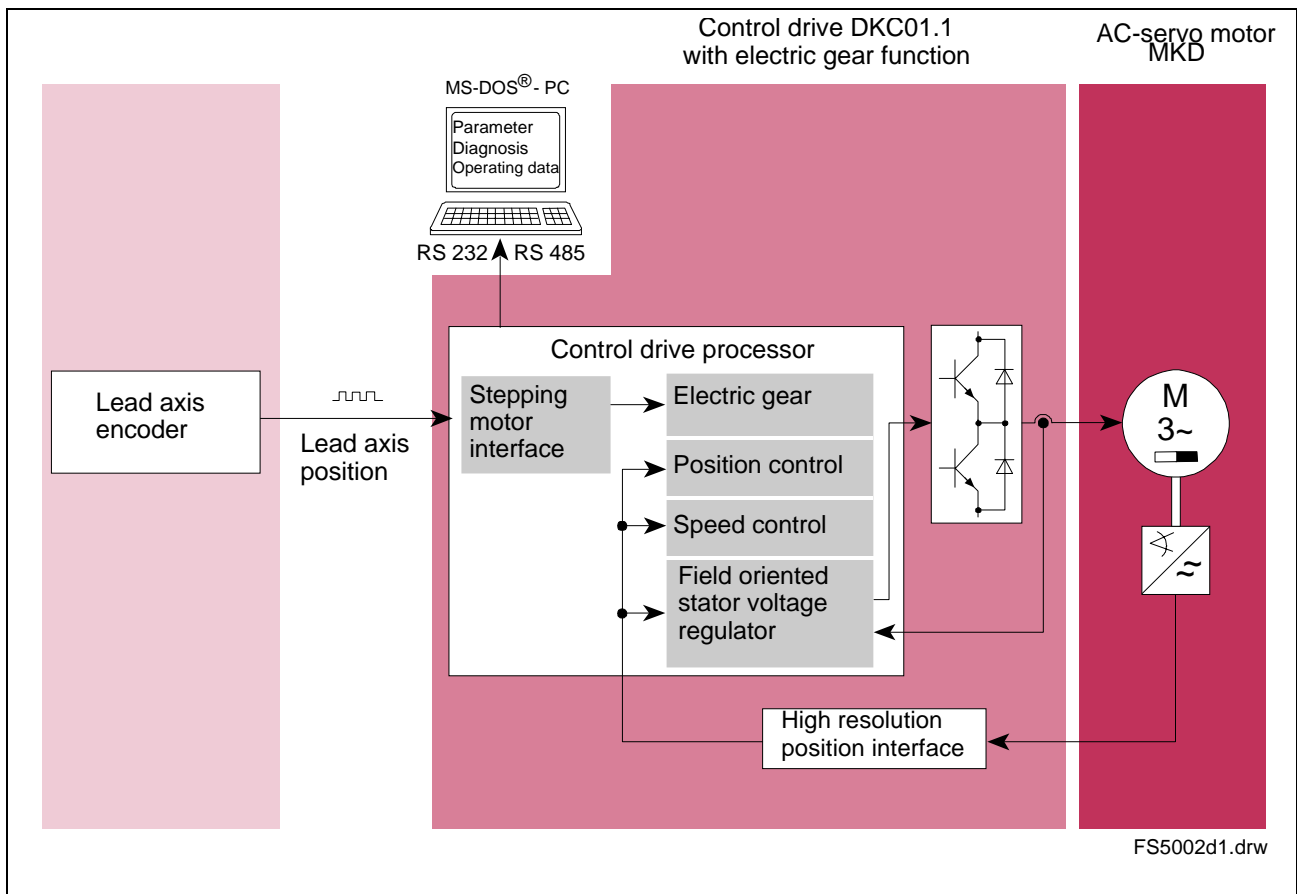 Control drive DKC01.1
with electric gear function
AC-servo motor
MKD
MS-DOS® - PC
Parameter
Diagnosis
Operating data
RS 232
RS 485
Control drive processor
Lead axis
encoder
Lead axis
position
Stepping
motor
interface
Electric gear
Position control
Speed control
Field oriented
stator voltage
regulator
M
3~
High resolution
position interface
FS5002d1.drw